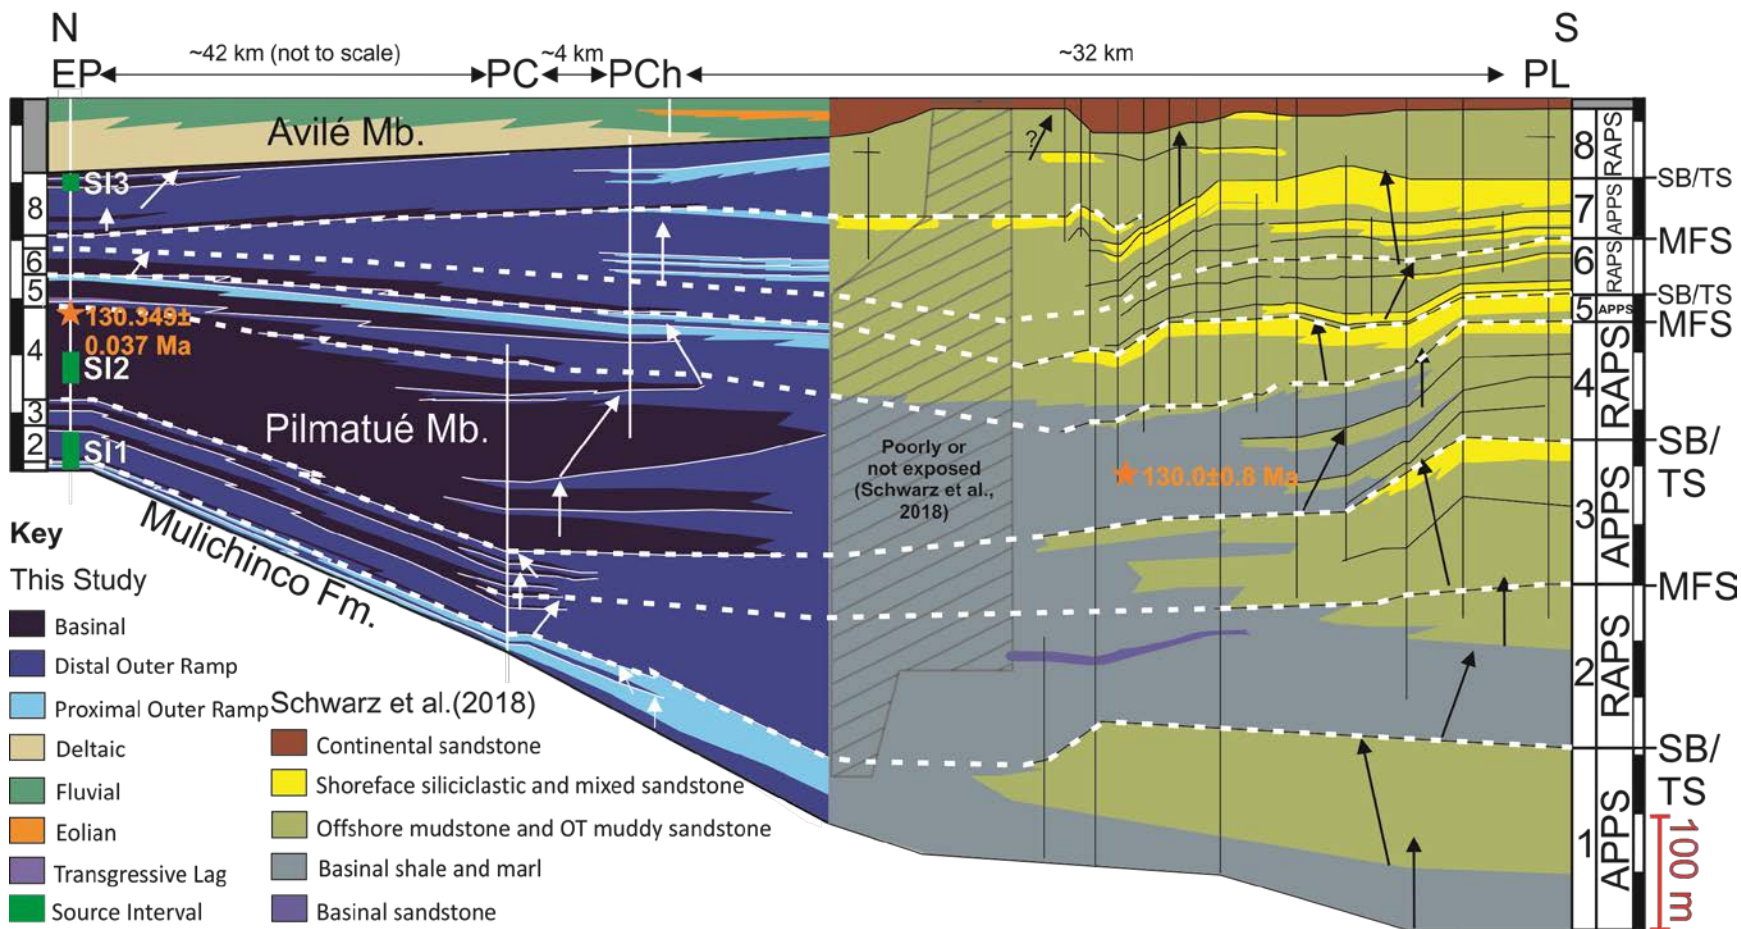 N
S
~42 km (not to scale)
~4 km
~32 km
EP
PC
PCh
PL
Avilé Mb.
SI3
8
6
5
130.349±
0.037 Ma
4
SI2
3
2
SI1
Pilmatué Mb.
Mulichinco Fm.
?
Poorly or
not exposed
(Schwarz et al.,
2018)
130.0±0.8 Ma
8
RAPS
SB/TS
7
APPS
MFS
6
RAPS
SB/TS
5
APPS
MFS
4
RAPS
SB/
TS
3
APPS
MFS
2
RAPS
SB/
TS
1
APPS
100 m
Key
This Study
Basinal
Distal Outer Ramp
Proximal Outer Ramp
Deltaic
Fluvial
Eolian
Transgressive Lag
Source Interval
Schwarz et al.(2018)
Continental sandstone
Shoreface siliciclastic and mixed sandstone
Offshore mudstone and OT muddy sandstone
Basinal shale and marl
Basinal sandstone